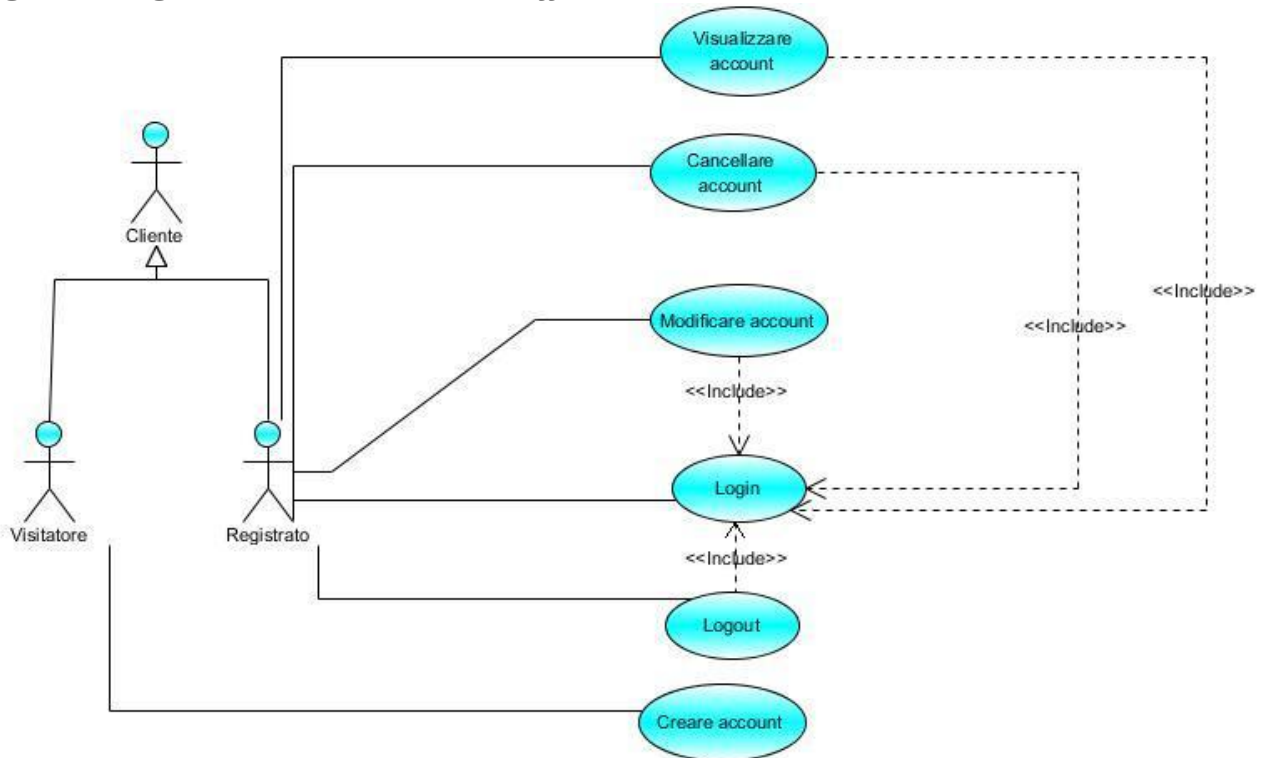 Visualizzare
account
Cancellare
account
Cliente
<<Include>>
Modificare account
<<Include>>
<<Include>>
Login
Visitatore
Registrato
<<Include>>
Logout
Creare account